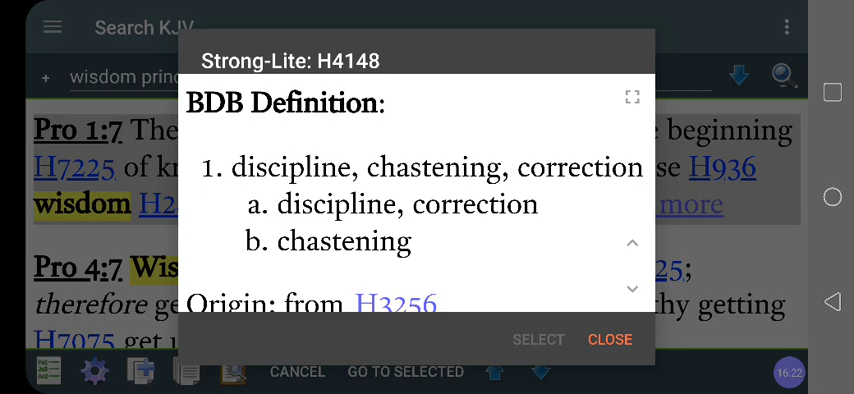 Search KJV
Strong-Lite: H4148
+ wisdom princ
BDB Definition:
Pro 1:7 The
beginning
1. discipline, chastening, correction
H7225 of
se H936
a. discipline, correction
wisdom
more
b. chastening
Pro 4:7 Wis
25;
Origin: from H3256
therefore ge
thy getting
H7075 get
SELECT CLOSE
CANCEL GO TO SELECTED
16:22